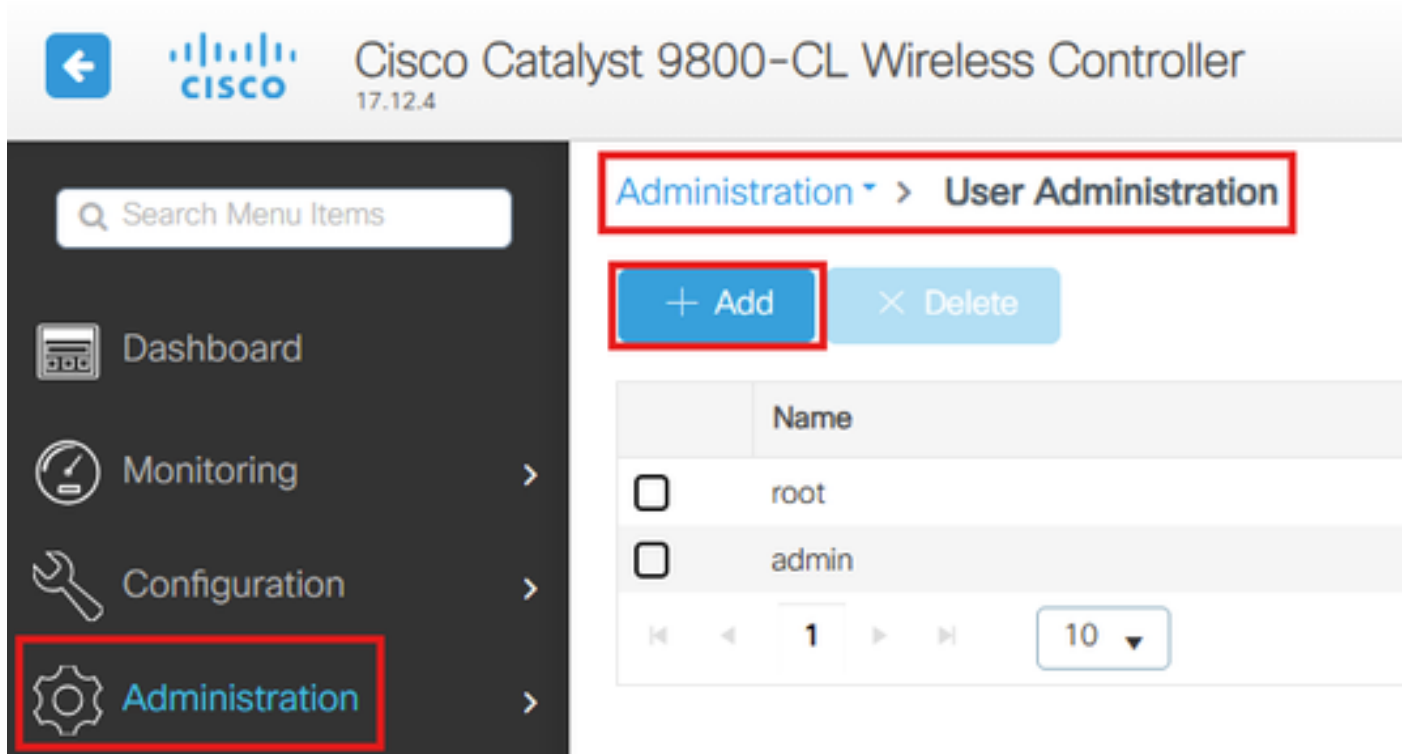 CISCO
Cisco Catalyst 9800-CL Wireless Controller
17.12.4
Search Menu Items
Dashboard
Monitoring
Configuration
Administration
Administration > User Administration
+ Add × Delete
Name
root
admin
1 10